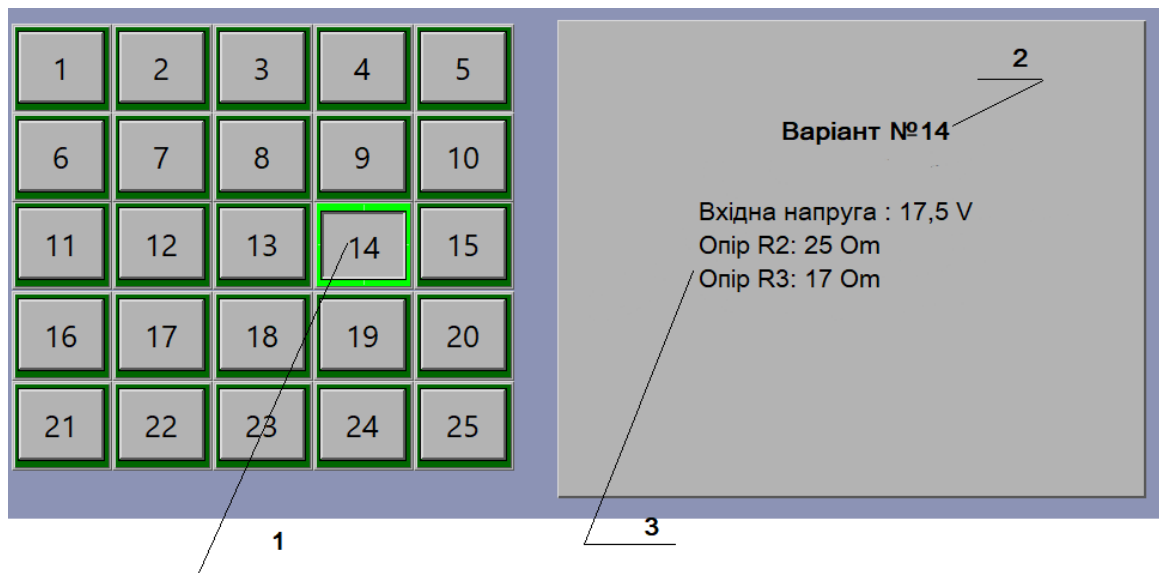 1 2 3 4 5
6 7 8 9 10
11 12 13 14 15
16 17 18 19 20
21 22 23 24 25
2
Варіант №14
Вхідна напруга : 17,5 V
Опір R2: 25 Om
Опір R3: 17 Om
1
3